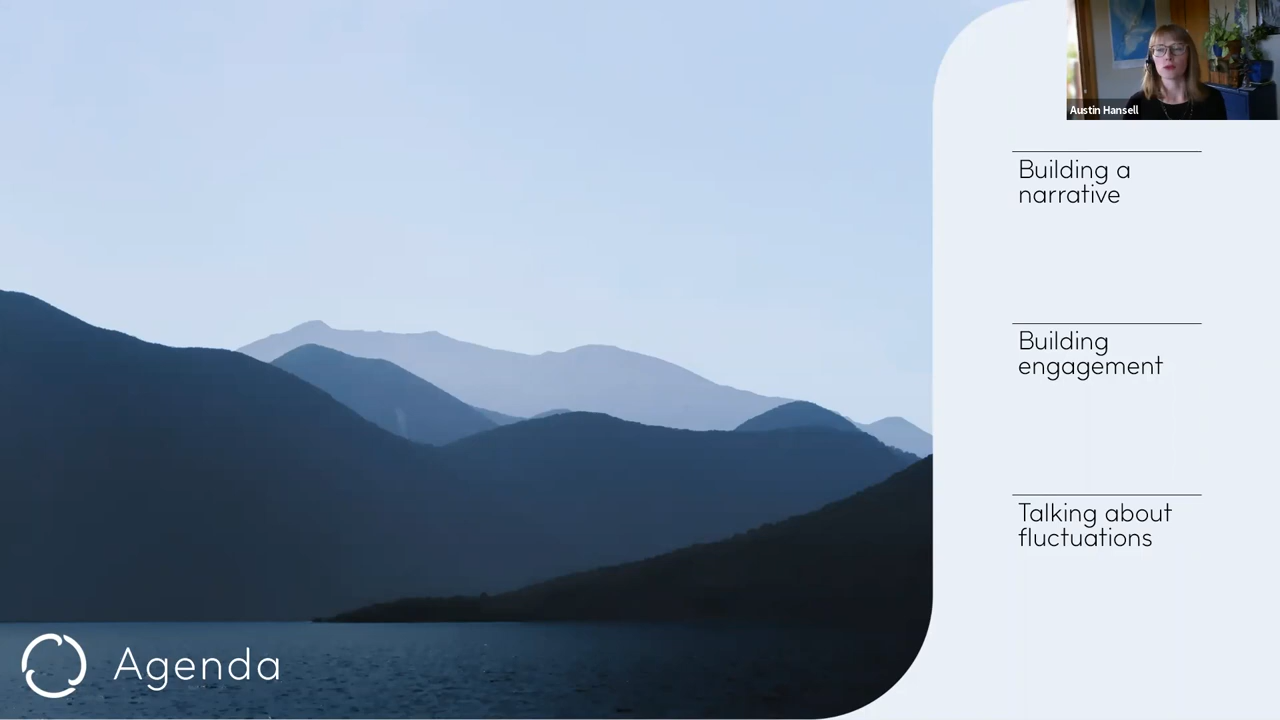 Austin Hansell
Building a
narrative
Building
engagement
Talking about
fluctuations
Agenda